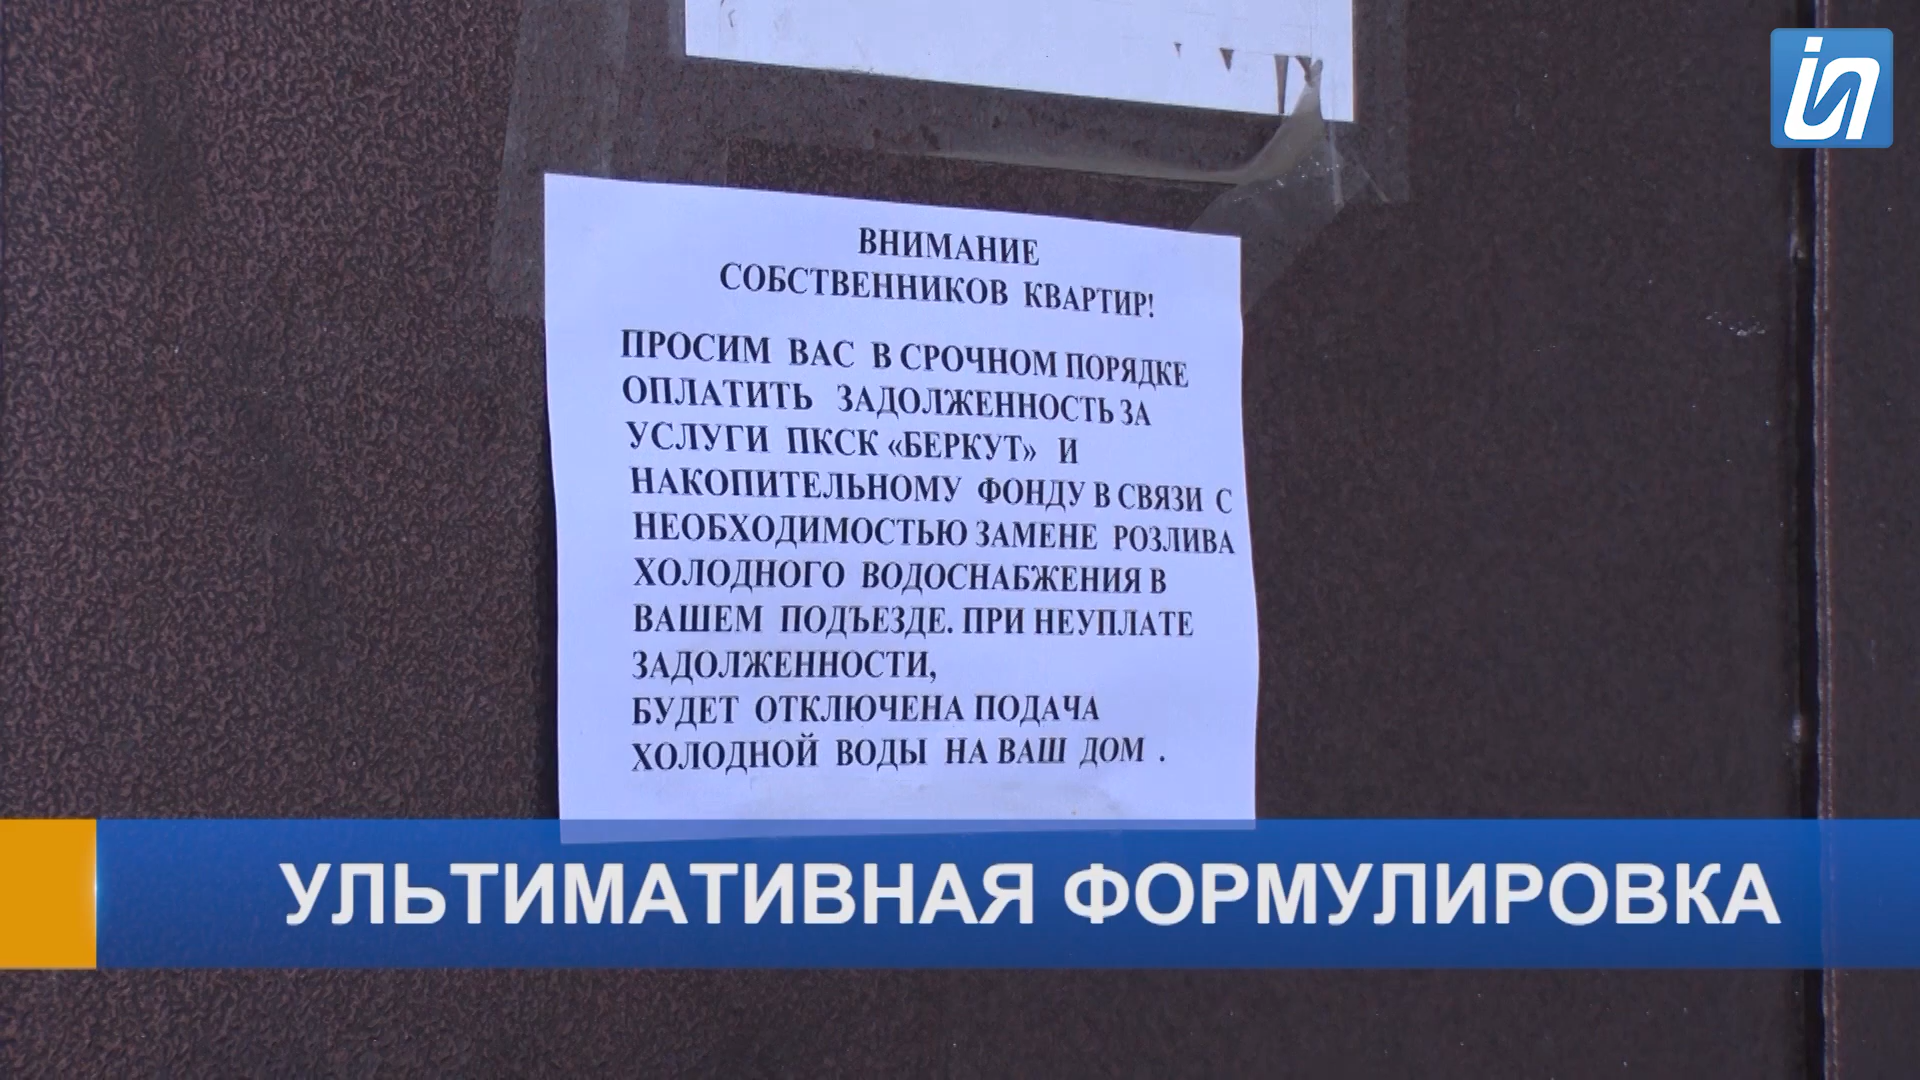 ВНИМАНИЕ
СОБСТВЕННИКОВ КВАРТИР!
ПРОСИМ ВАС В СРОЧНОМ ПОРЯДКЕ
ОПЛАТИТЬ ЗАДОЛЖЕННОСТЬ ЗА
УСЛУГИ ПКСК «БЕРКУТ» И
НАКОПИТЕЛЬНОМУ ФОНДУ В СВЯЗИ С
НЕОБХОДИМОСТЬЮ ЗАМЕНЕ РОЗЛИВА
ХОЛОДНОГО ВОДОСНАБЖЕНИЯ В
ВАШЕМ ПОДЪЕЗДЕ. ПРИ НЕУПЛАТЕ
ЗАДОЛЖЕННОСТИ,
БУДЕТ ОТКЛЮЧЕНА ПОДАЧА
ХОЛОДНОЙ ВОДЫ НА ВАШ ДОМ .
УЛЬТИМАТИВНАЯ ФОРМУЛИРОВКА